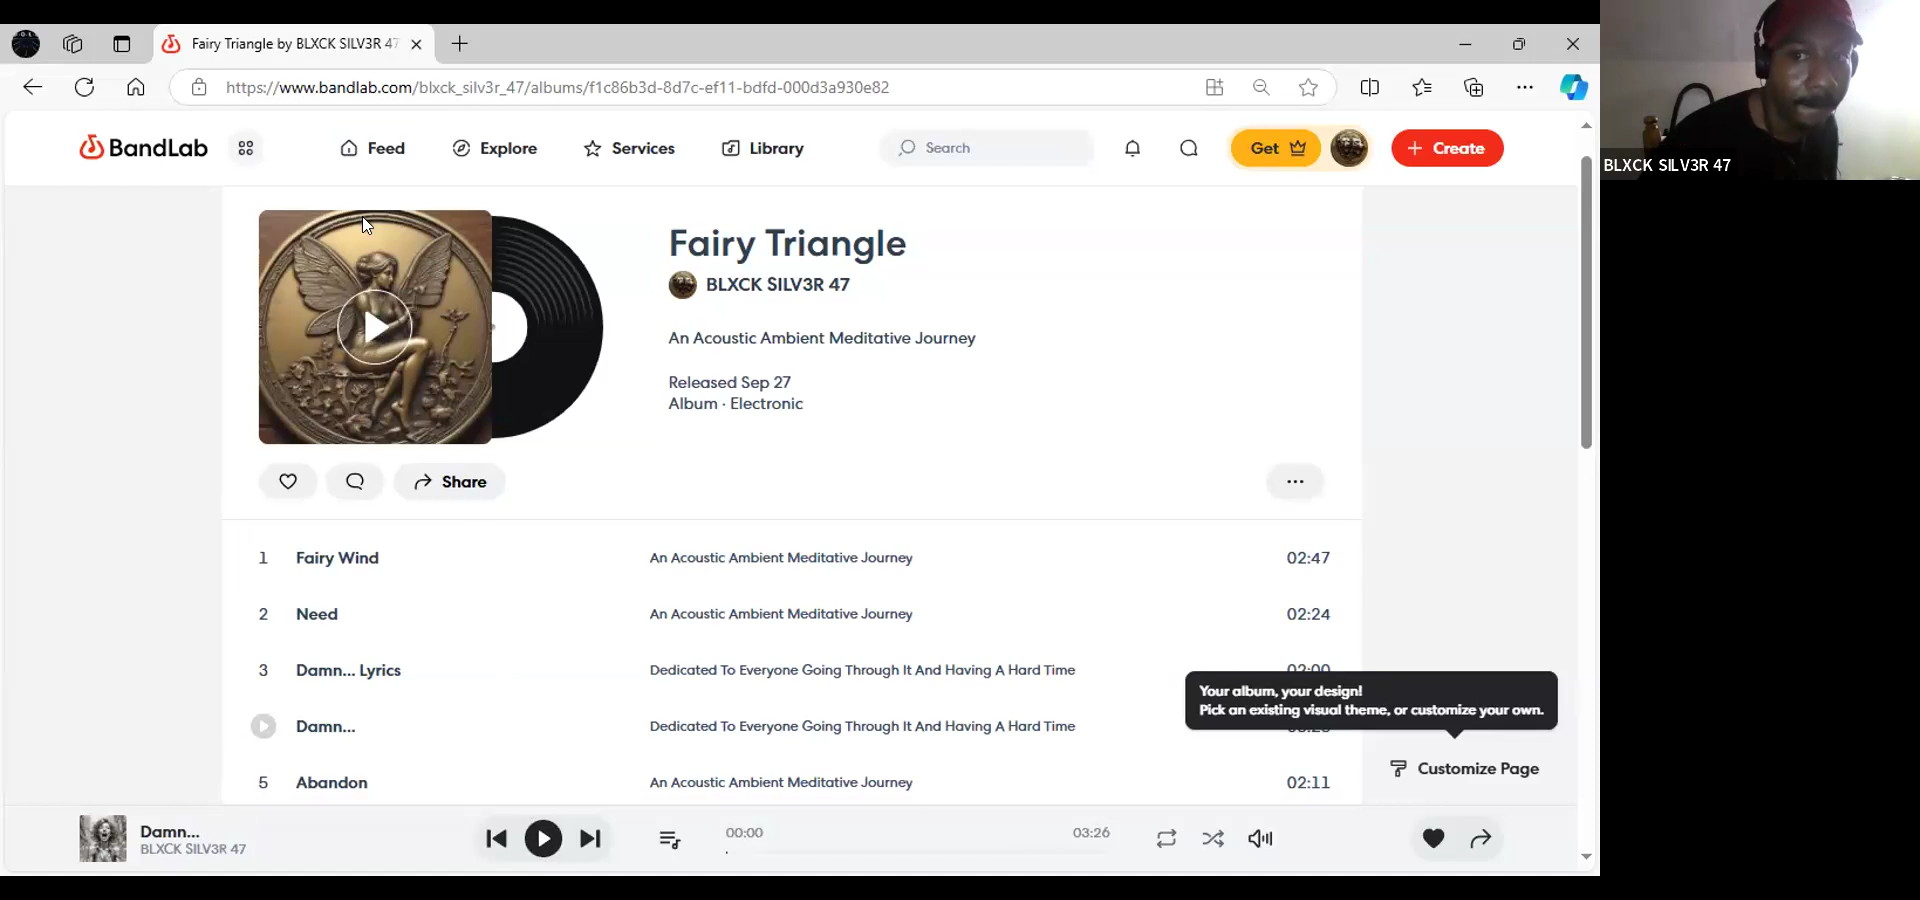 Fairy Triangle by BLXCK SILV3R 47
https://www.bandlab.com/blxck_silv3r_47/albums/f1c86b3d-8d7c-ef11-bdfd-000d3a930e82
BandLab
Feed
Explore
Services
Library
Search
Get
Create
BLXCK SILV3R 47
Fairy Triangle
BLXCK SILV3R 47
An Acoustic Ambient Meditative Journey
Released Sep 27
Album · Electronic
Share
1 Fairy Wind An Acoustic Ambient Meditative Journey 02:47
2 Need An Acoustic Ambient Meditative Journey 02:24
3 Damn... Lyrics Dedicated To Everyone Going Through It And Having A Hard Time 02:00
Your album, your design!
Pick an existing visual theme, or customize your own.
Damn... Dedicated To Everyone Going Through It And Having A Hard Time
Customize Page
5 Abandon An Acoustic Ambient Meditative Journey 02:11
Damn...
BLXCK SILV3R 47
00:00
03:26